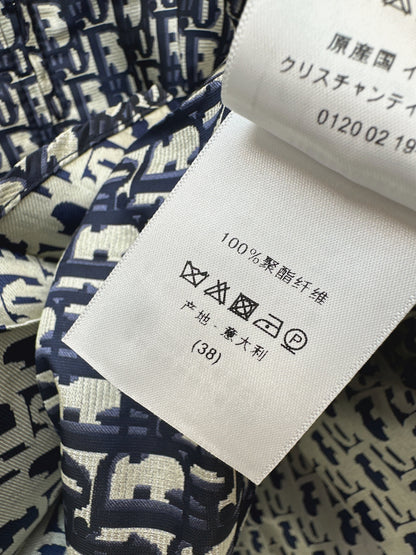 原産国 イ
クリスチャンディ
0120 02 19
100%聚酯纤维
P
产地 - 意大利
(38)